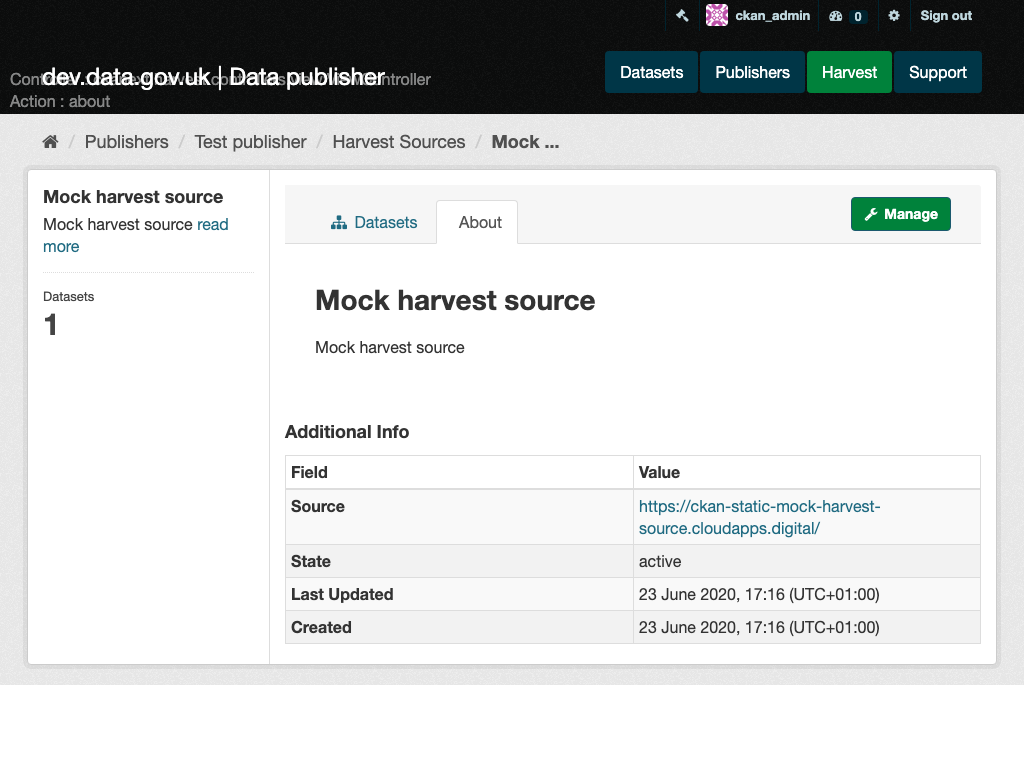 ckan_admin 0 Sign out
dev.data.gov.uk | Data publisher
Action : about
Datasets Publishers Harvest Support
/ Publishers / Test publisher / Harvest Sources / Mock ...
Mock harvest source
Mock harvest source read
more
Datasets
1
Datasets About Manage
Mock harvest source
Mock harvest source
Additional Info
Field Value
Source https://ckan-static-mock-harvest-
source.cloudapps.digital/
State active
Last Updated 23 June 2020, 17:16 (UTC+01:00)
Created 23 June 2020, 17:16 (UTC+01:00)